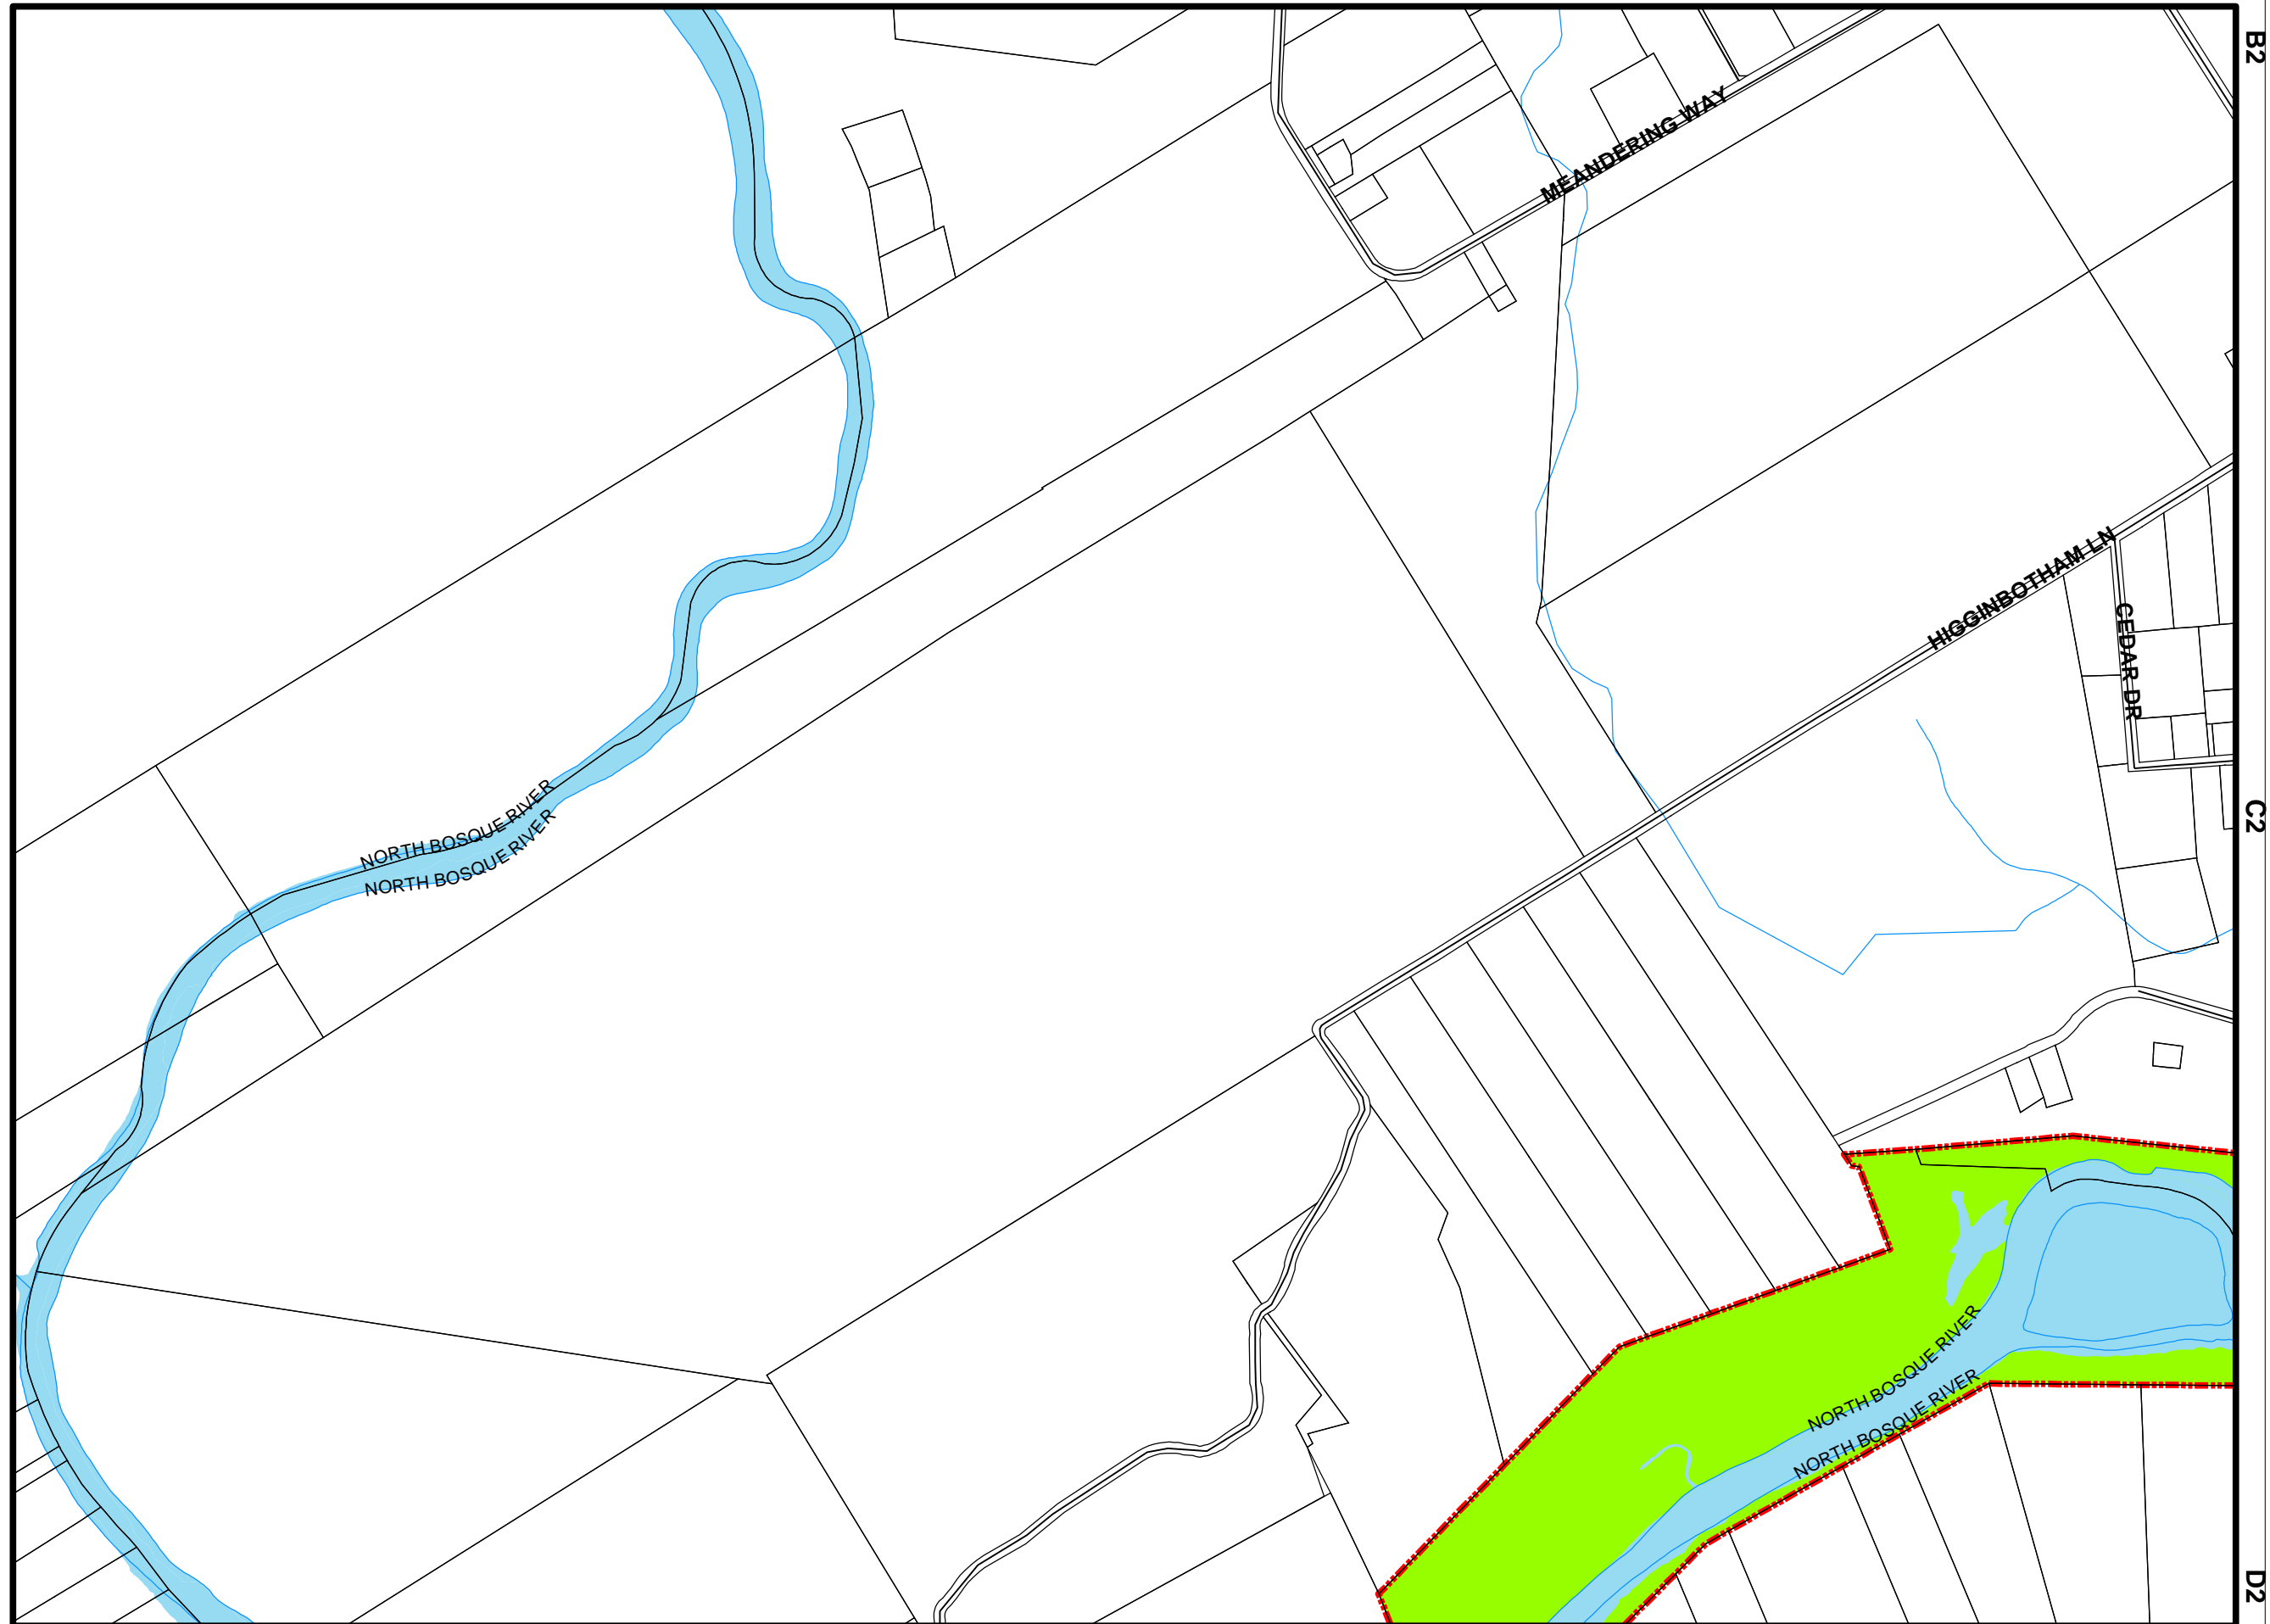 B2
MEANDERING WAY
HIGGINBOTHAM LN
CEDAR DR
NORTH BOSQUE RIVER
NORTH BOSQUE RIVER
C2
NORTH BOSQUE RIVER
NORTH BOSQUE RIVER
D2